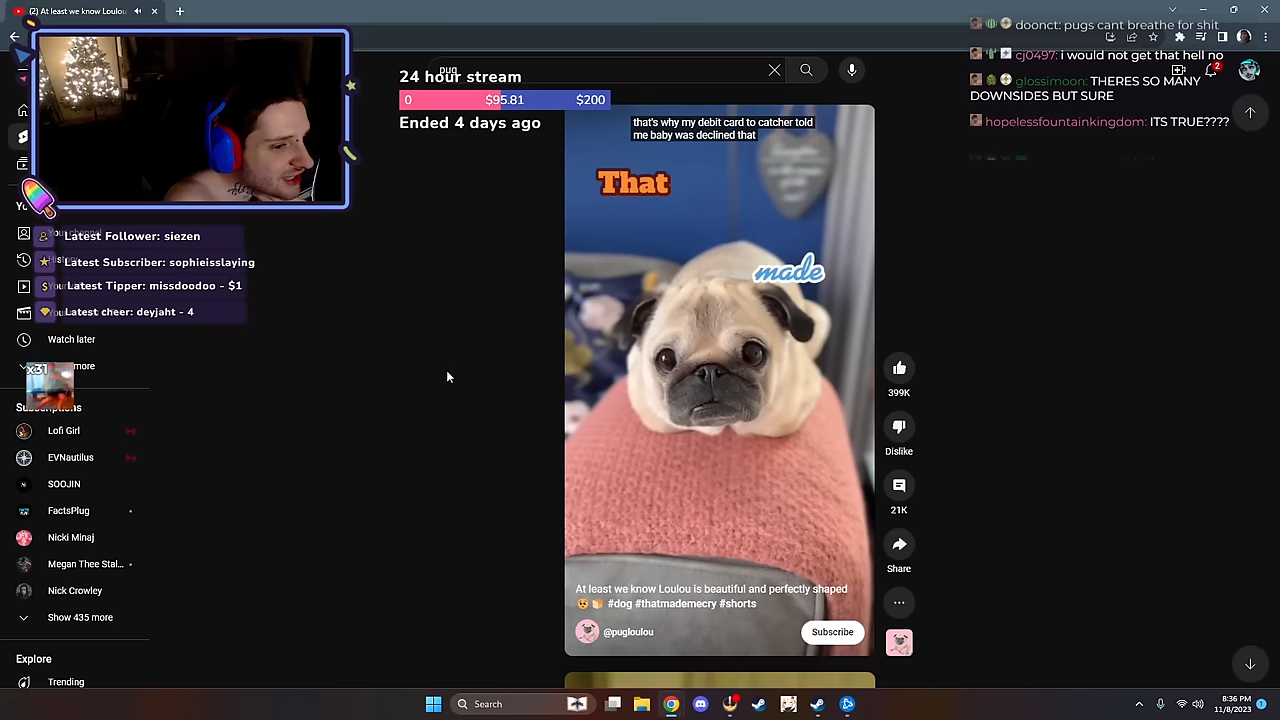 (2) At least we know Loulou
24 hour stream
pug
0 $95.81 $200
Ended 4 days ago
Latest Follower: siezen
Latest Subscriber: sophieisslaying
Latest Tipper: missdoodoo - $1
Latest cheer: deyjaht - 4
Watch later
more
x31
Subscriptions
Lofi Girl
EVNautilus
SOOJIN
FactsPlug
Nicki Minaj
Megan Thee Stal...
Nick Crowley
Show 435 more
Explore
Trending
that's why my debit card to catcher told
me baby was declined that
That
made
At least we know Loulou is beautiful and perfectly shaped
#dog #thatmademecry #shorts
@pugloulou
Subscribe
399K
Dislike
21K
Share
doonct: pugs cant breathe for shit
cj0497: i would not get that hell no
glossimoon: THERES SO MANY
DOWNSIDES BUT SURE
hopelessfountainkingdom: ITS TRUE????
2
Search
8:36 PM
11/8/2023